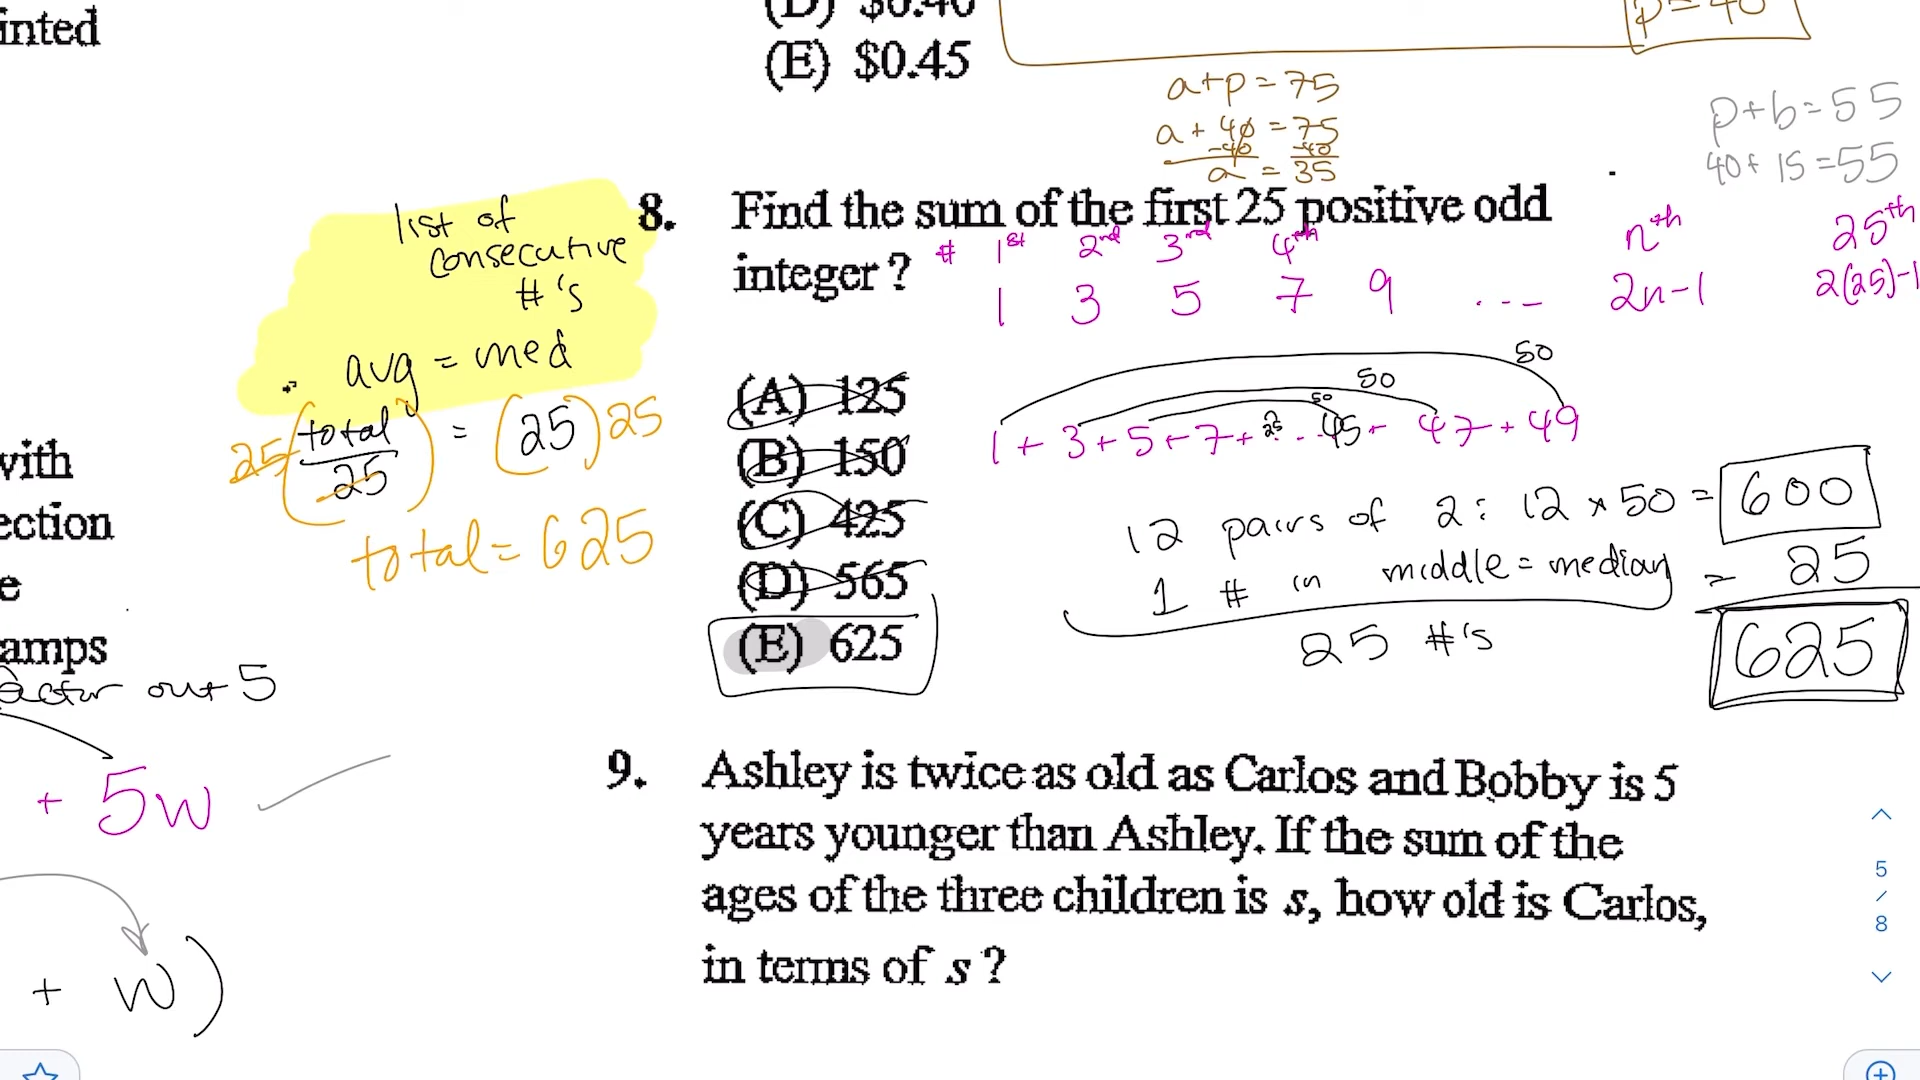 inted
(D) $0.40
(E) $0.45
p = 40
a+p = 75
a + 40 = 75
-40 -40
a = 35
p+b=55
40+ 15 =55
list of
consecutive
#'s
avg = med
25(total/25) = (25)25
total = 625
8. Find the sum of the first 25 positive odd
integer ?
# 1st 2nd 3rd 4th nth 25th
1 3 5 7 9 ... 2n-1 2(25)-1
(A) 125
(B) 150
(C) 425
(D) 565
(E) 625
50
50
50
1 + 3 + 5 + 7 + 25 ... 45 + 47 + 49
12 pairs of 2: 12 x 50 = 600
1 # in middle = median = 25
25 #'s
625
with
ection
e
amps
factor out 5
+ 5w
+ w)
9. Ashley is twice as old as Carlos and Bobby is 5
years younger than Ashley. If the sum of the
ages of the three children is s, how old is Carlos,
in terms of s ?
5
/
8